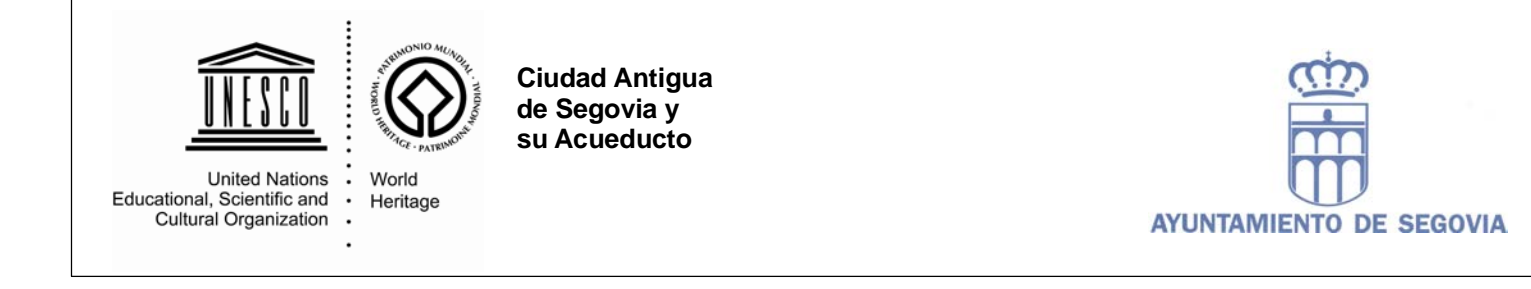 UNESCO
PATRIMONIO MUNDIAL · WORLD HERITAGE · PATRIMOINE MONDIAL
Ciudad Antigua
de Segovia y
su Acueducto
United Nations
Educational, Scientific and
Cultural Organization
World
Heritage
AYUNTAMIENTO DE SEGOVIA